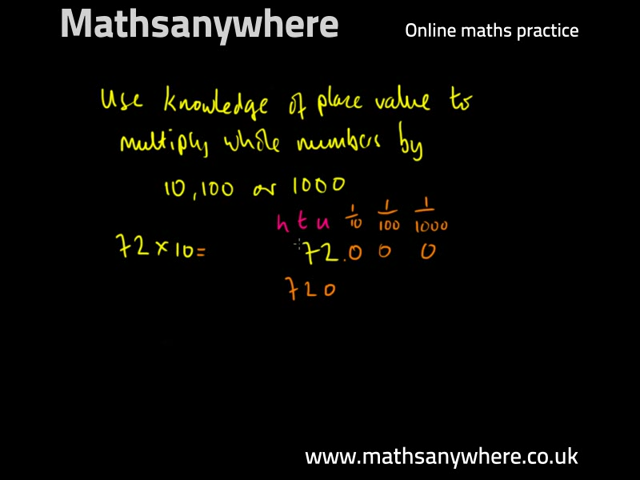 Mathsanywhere
Online maths practice
Use knowledge of place value to
multiply whole numbers by
10,100 or 1000
h t u 1/10 1/100 1/1000
72 × 10 = 72.0 0 0
720
www.mathsanywhere.co.uk